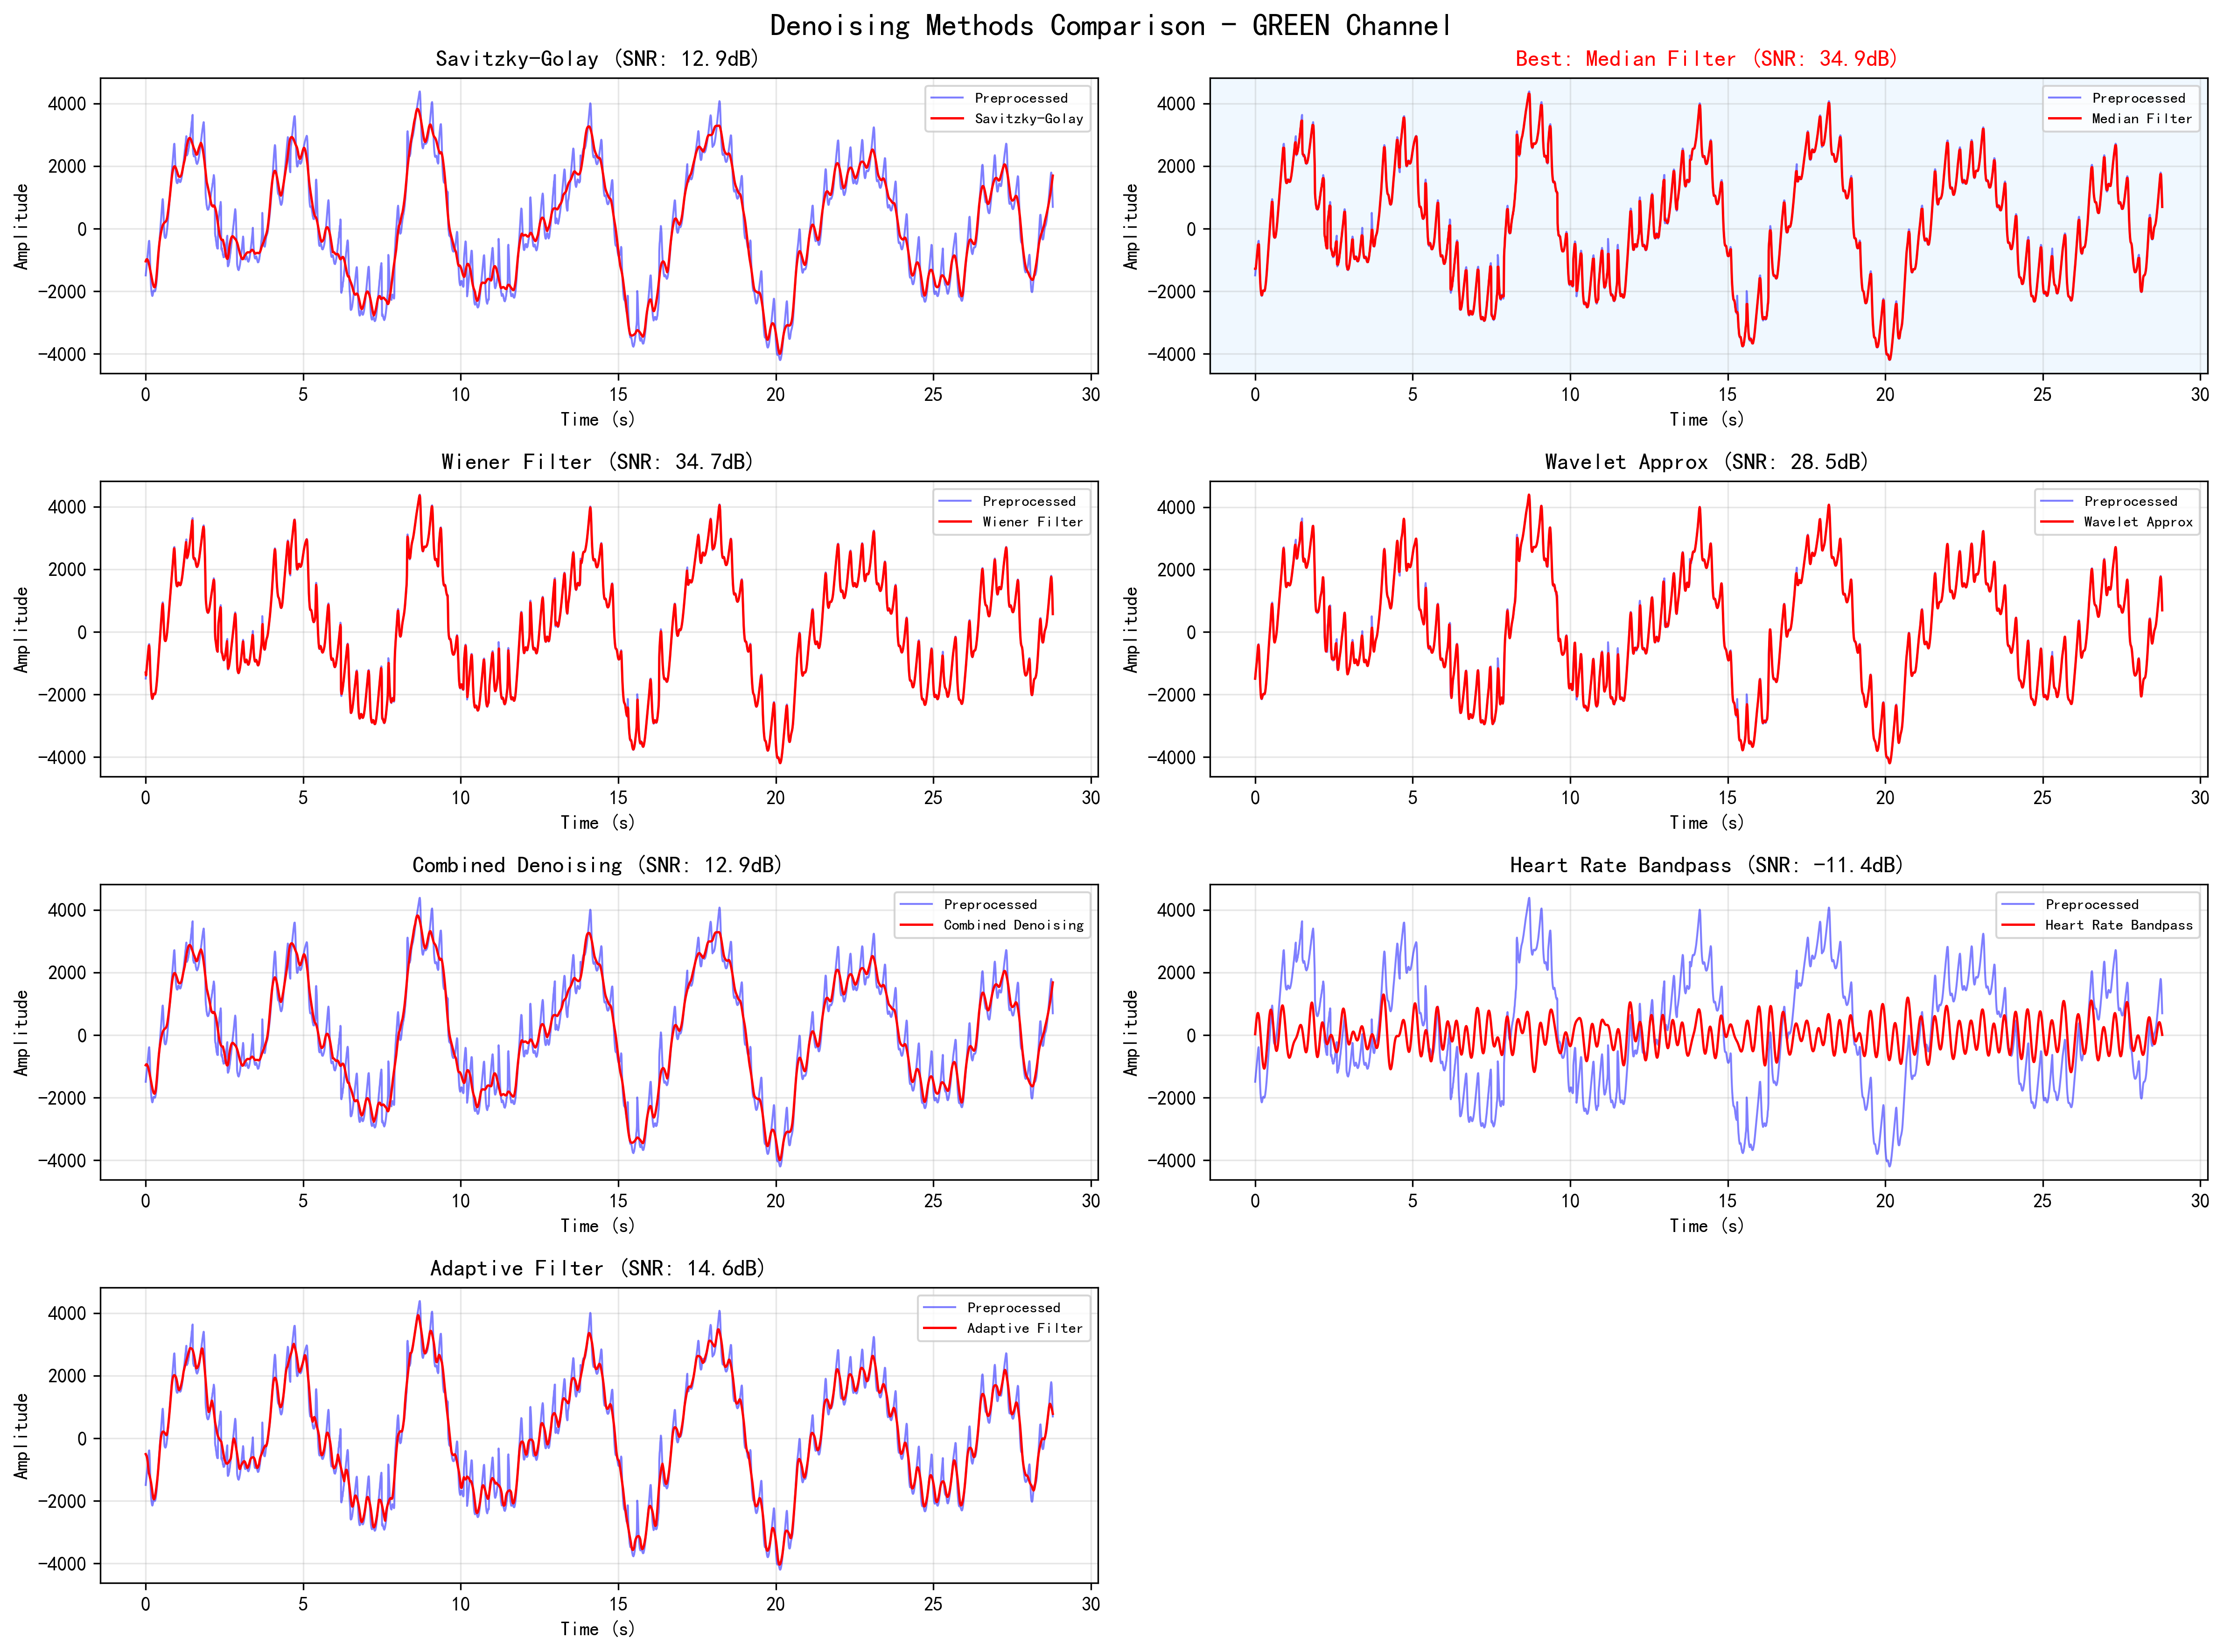 Denoising Methods Comparison - GREEN Channel
Savitzky-Golay (SNR: 12.9dB)
4000
2000
0
-2000
-4000
Amplitude
Preprocessed
Savitzky-Golay
0 5 10 15 20 25 30
Time (s)
Best: Median Filter (SNR: 34.9dB)
4000
2000
0
-2000
-4000
Amplitude
Preprocessed
Median Filter
0 5 10 15 20 25 30
Time (s)
Wiener Filter (SNR: 34.7dB)
4000
2000
0
-2000
-4000
Amplitude
Preprocessed
Wiener Filter
0 5 10 15 20 25 30
Time (s)
Wavelet Approx (SNR: 28.5dB)
4000
2000
0
-2000
-4000
Amplitude
Preprocessed
Wavelet Approx
0 5 10 15 20 25 30
Time (s)
Combined Denoising (SNR: 12.9dB)
4000
2000
0
-2000
-4000
Amplitude
Preprocessed
Combined Denoising
0 5 10 15 20 25 30
Time (s)
Heart Rate Bandpass (SNR: -11.4dB)
4000
2000
0
-2000
-4000
Amplitude
Preprocessed
Heart Rate Bandpass
0 5 10 15 20 25 30
Time (s)
Adaptive Filter (SNR: 14.6dB)
4000
2000
0
-2000
-4000
Amplitude
Preprocessed
Adaptive Filter
0 5 10 15 20 25 30
Time (s)